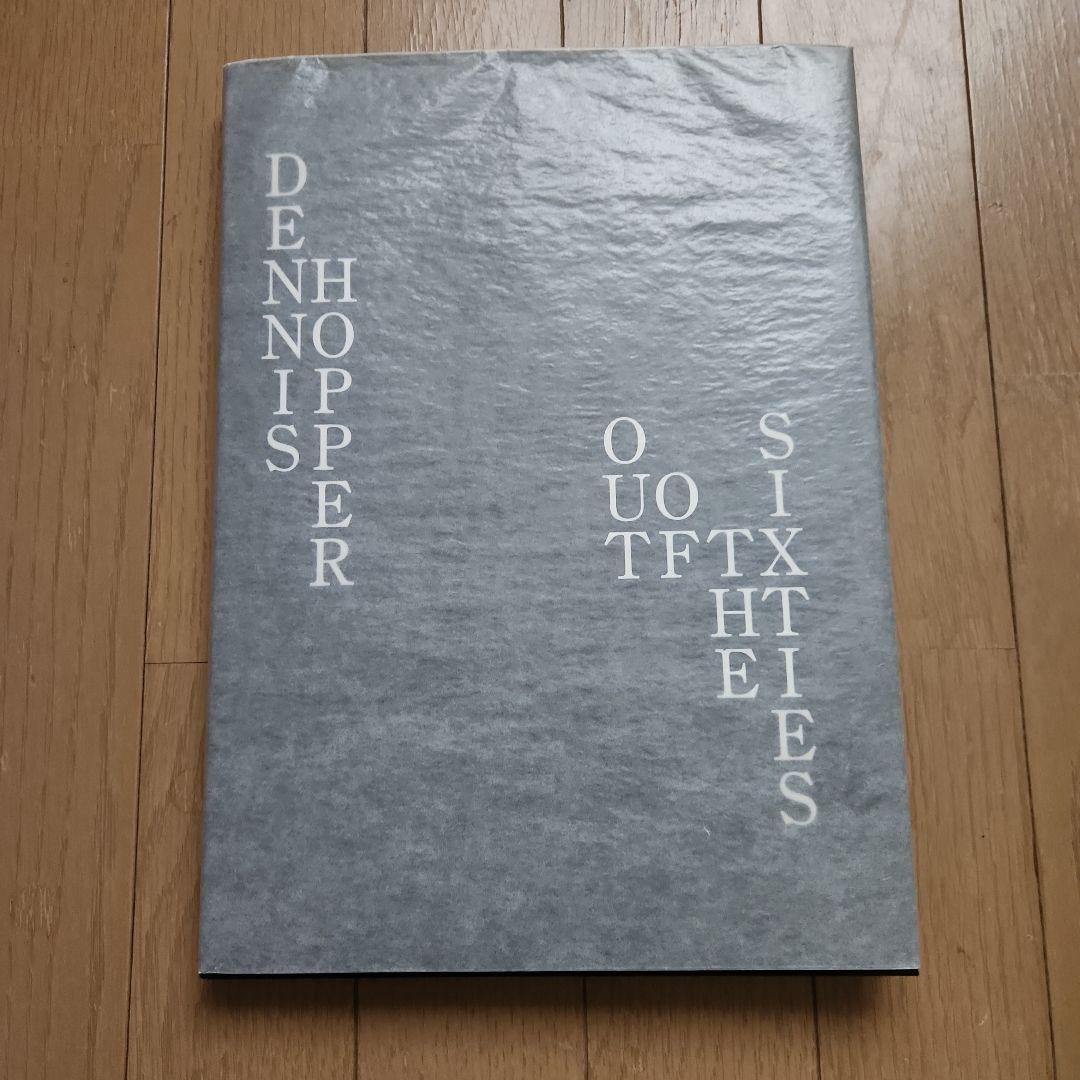 DENNIS
HOPPER
OUT
OF
THE
SIXTIES